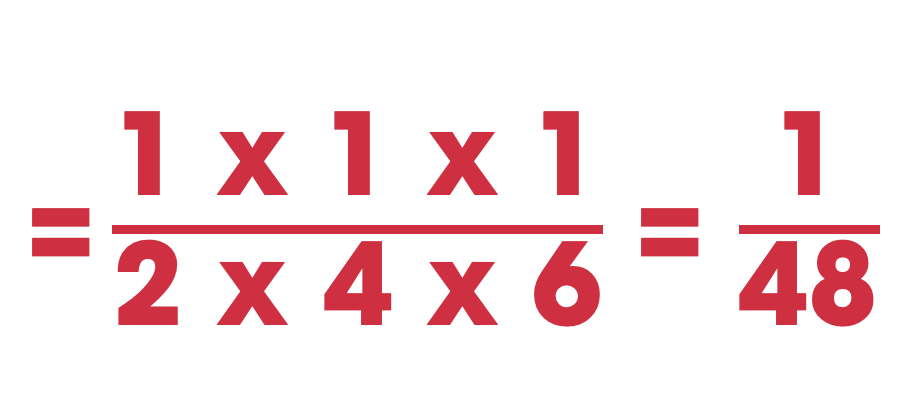 = 1 x 1 x 1 / 2 x 4 x 6 = 1 / 48